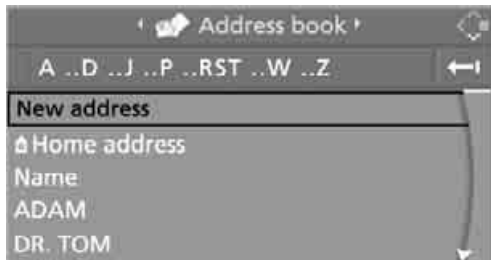 Address book
A ..D ..J ..P ..RST ..W ..Z
New address
Home address
Name
ADAM
DR. TOM